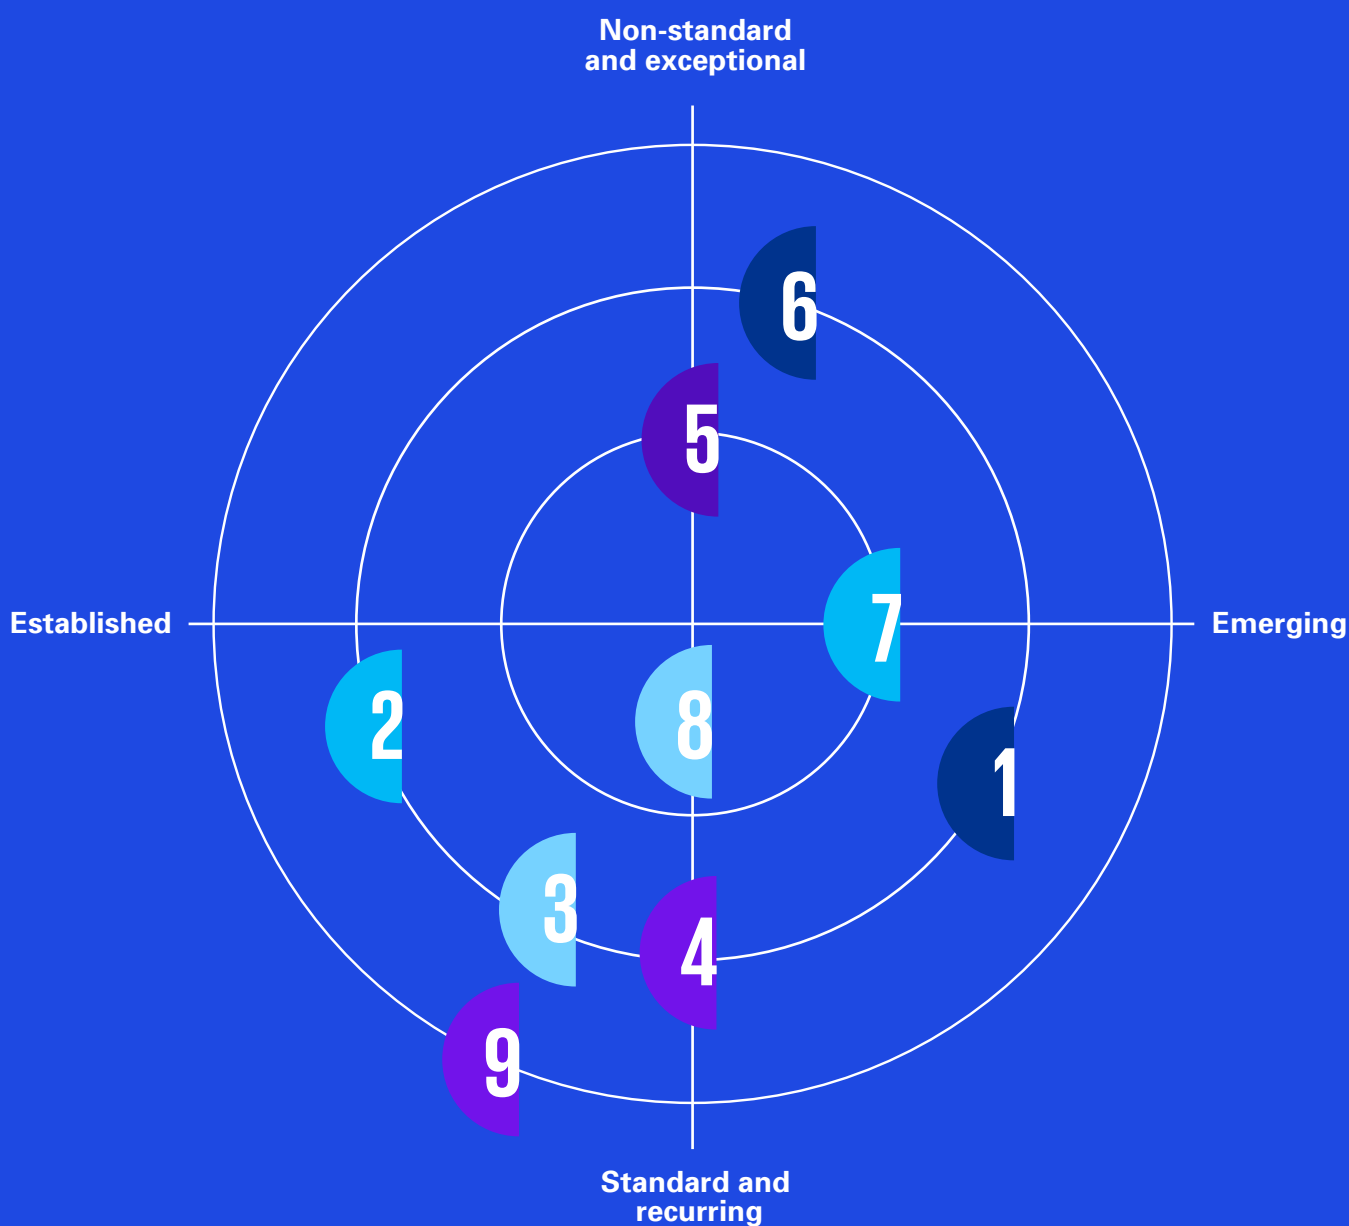 Non-standard
and exceptional
6
5
Established
7
Emerging
2
8
1
3
4
9
Standard and
recurring